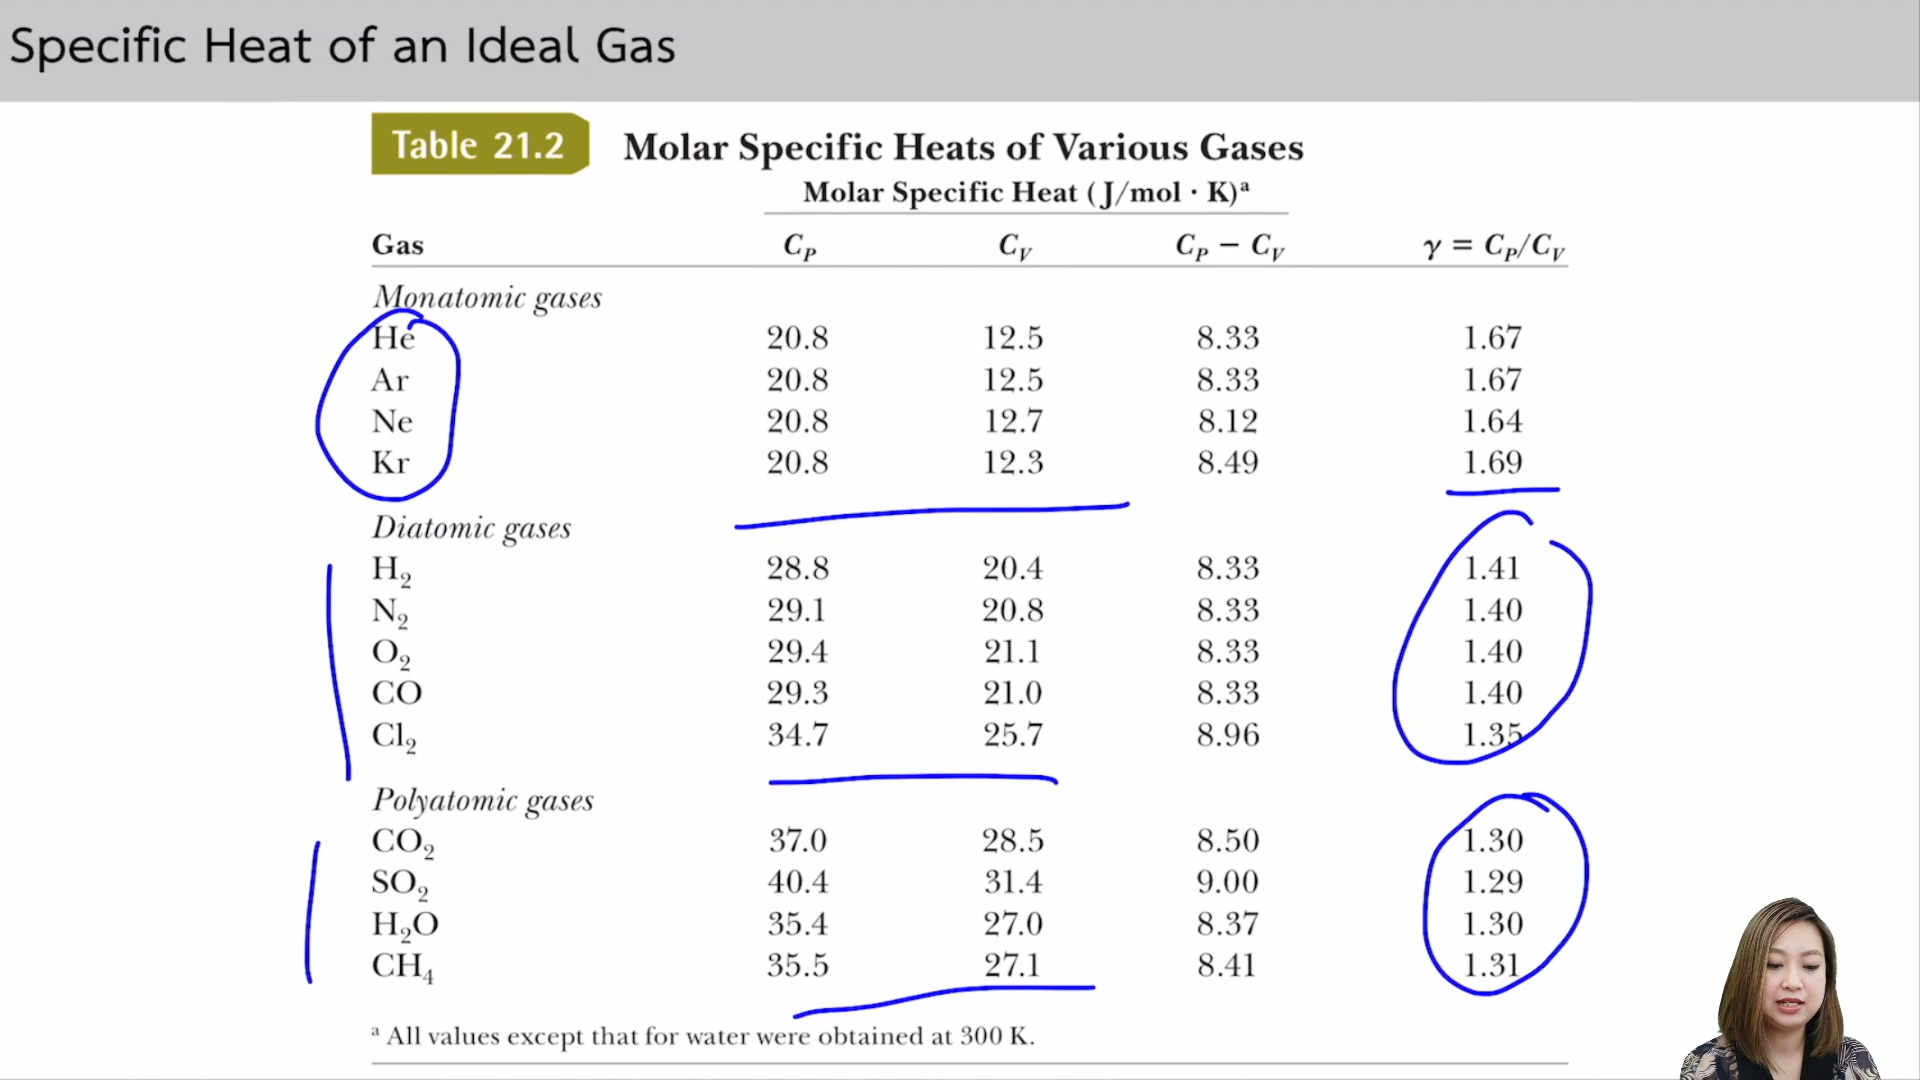 Specific Heat of an Ideal Gas
Table 21.2 Molar Specific Heats of Various Gases
Molar Specific Heat (J/mol · K)ᵃ
Gas C_P C_V C_P − C_V γ = C_P/C_V
Monatomic gases
He 20.8 12.5 8.33 1.67
Ar 20.8 12.5 8.33 1.67
Ne 20.8 12.7 8.12 1.64
Kr 20.8 12.3 8.49 1.69
Diatomic gases
H₂ 28.8 20.4 8.33 1.41
N₂ 29.1 20.8 8.33 1.40
O₂ 29.4 21.1 8.33 1.40
CO 29.3 21.0 8.33 1.40
Cl₂ 34.7 25.7 8.96 1.35
Polyatomic gases
CO₂ 37.0 28.5 8.50 1.30
SO₂ 40.4 31.4 9.00 1.29
H₂O 35.4 27.0 8.37 1.30
CH₄ 35.5 27.1 8.41 1.31
ᵃ All values except that for water were obtained at 300 K.